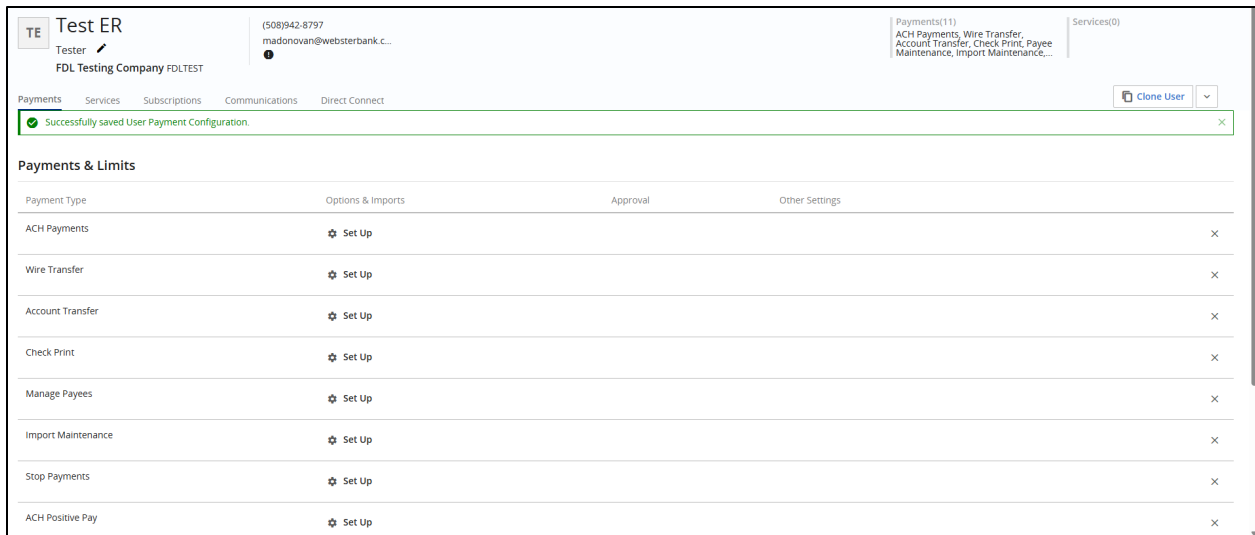 TE
Test ER
Tester
FDL Testing Company FDLTEST
(508)942-8797
madonovan@websterbank.c...
Payments(11)
ACH Payments, Wire Transfer,
Account Transfer, Check Print, Payee
Maintenance, Import Maintenance,...
Services(0)
Payments Services Subscriptions Communications Direct Connect
Clone User
Successfully saved User Payment Configuration.
Payments & Limits
Payment Type Options & Imports Approval Other Settings
ACH Payments Set Up
Wire Transfer Set Up
Account Transfer Set Up
Check Print Set Up
Manage Payees Set Up
Import Maintenance Set Up
Stop Payments Set Up
ACH Positive Pay Set Up